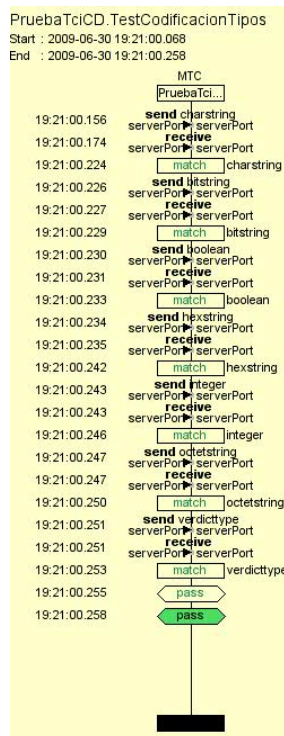 PruebaTciCD.TestCodificacionTipos
Start : 2009-06-30 19:21:00.068
End : 2009-06-30 19:21:00.258
MTC
PruebaTci...
19:21:00.156 send charstring
serverPort serverPort
19:21:00.174 receive
serverPort serverPort
19:21:00.224 match charstring
19:21:00.226 send bitstring
serverPort serverPort
19:21:00.227 receive
serverPort serverPort
19:21:00.229 match bitstring
19:21:00.230 send boolean
serverPort serverPort
19:21:00.231 receive
serverPort serverPort
19:21:00.233 match boolean
19:21:00.234 send hexstring
serverPort serverPort
19:21:00.235 receive
serverPort serverPort
19:21:00.242 match hexstring
19:21:00.243 send integer
serverPort serverPort
19:21:00.243 receive
serverPort serverPort
19:21:00.246 match integer
19:21:00.247 send octetstring
serverPort serverPort
19:21:00.247 receive
serverPort serverPort
19:21:00.250 match octetstring
19:21:00.251 send verdicttype
serverPort serverPort
19:21:00.251 receive
serverPort serverPort
19:21:00.253 match verdicttype
19:21:00.255 pass
19:21:00.258 pass